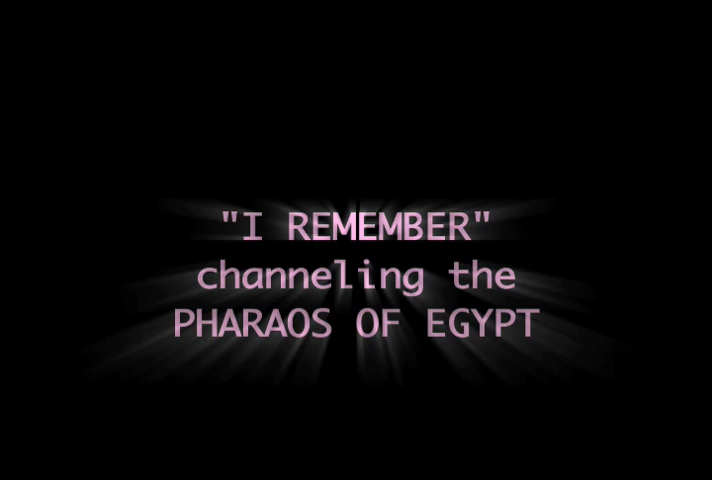 "I REMEMBER"
channeling the
PHARAOS OF EGYPT